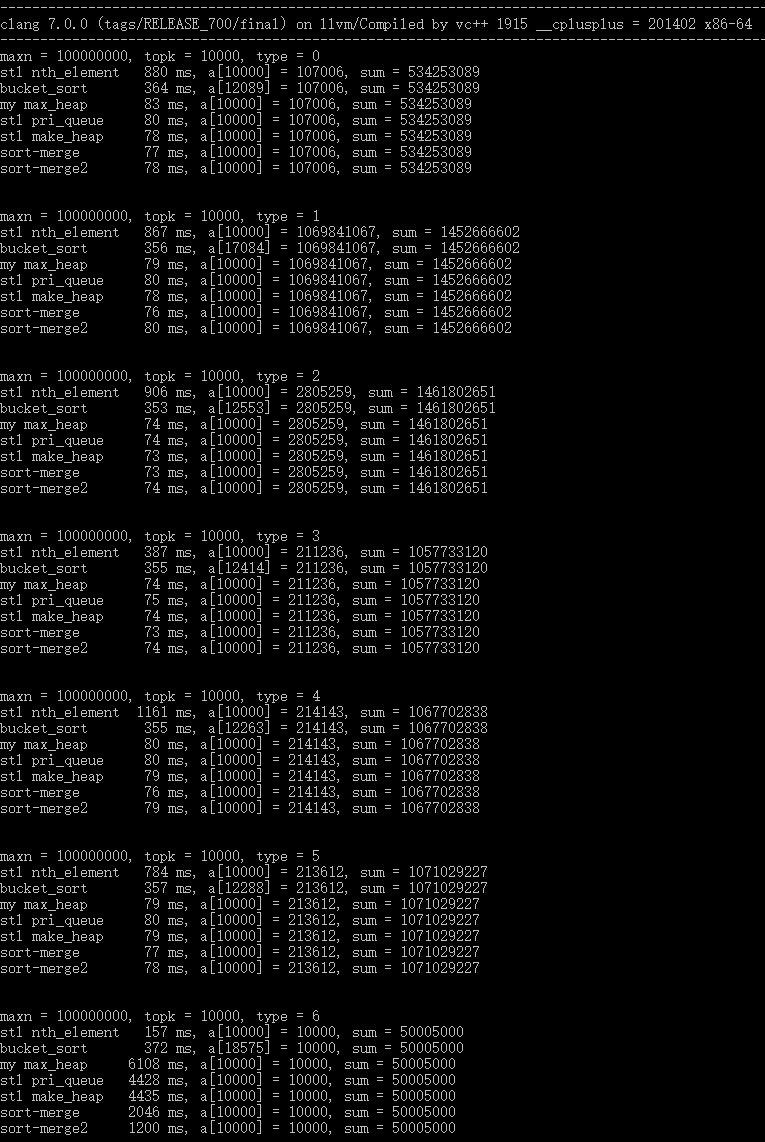 --------------------------------------------------------------------------------
clang 7.0.0 (tags/RELEASE_700/final) on llvm/Compiled by vc++ 1915 __cplusplus = 201402 x86-64
--------------------------------------------------------------------------------
maxn = 100000000, topk = 10000, type = 0
stl nth_element   880 ms, a[10000] = 107006, sum = 534253089
bucket_sort       364 ms, a[12089] = 107006, sum = 534253089
my max_heap       83 ms, a[10000] = 107006, sum = 534253089
stl pri_queue     80 ms, a[10000] = 107006, sum = 534253089
stl make_heap     78 ms, a[10000] = 107006, sum = 534253089
sort-merge        77 ms, a[10000] = 107006, sum = 534253089
sort-merge2       78 ms, a[10000] = 107006, sum = 534253089
maxn = 100000000, topk = 10000, type = 1
stl nth_element   867 ms, a[10000] = 1069841067, sum = 1452666602
bucket_sort       356 ms, a[17084] = 1069841067, sum = 1452666602
my max_heap       79 ms, a[10000] = 1069841067, sum = 1452666602
stl pri_queue     80 ms, a[10000] = 1069841067, sum = 1452666602
stl make_heap     78 ms, a[10000] = 1069841067, sum = 1452666602
sort-merge        76 ms, a[10000] = 1069841067, sum = 1452666602
sort-merge2       80 ms, a[10000] = 1069841067, sum = 1452666602
maxn = 100000000, topk = 10000, type = 2
stl nth_element   906 ms, a[10000] = 2805259, sum = 1461802651
bucket_sort       353 ms, a[12553] = 2805259, sum = 1461802651
my max_heap       74 ms, a[10000] = 2805259, sum = 1461802651
stl pri_queue     74 ms, a[10000] = 2805259, sum = 1461802651
stl make_heap     73 ms, a[10000] = 2805259, sum = 1461802651
sort-merge        73 ms, a[10000] = 2805259, sum = 1461802651
sort-merge2       74 ms, a[10000] = 2805259, sum = 1461802651
maxn = 100000000, topk = 10000, type = 3
stl nth_element   387 ms, a[10000] = 211236, sum = 1057733120
bucket_sort       355 ms, a[12414] = 211236, sum = 1057733120
my max_heap       74 ms, a[10000] = 211236, sum = 1057733120
stl pri_queue     75 ms, a[10000] = 211236, sum = 1057733120
stl make_heap     74 ms, a[10000] = 211236, sum = 1057733120
sort-merge        73 ms, a[10000] = 211236, sum = 1057733120
sort-merge2       74 ms, a[10000] = 211236, sum = 1057733120
maxn = 100000000, topk = 10000, type = 4
stl nth_element  1161 ms, a[10000] = 214143, sum = 1067702838
bucket_sort       355 ms, a[12263] = 214143, sum = 1067702838
my max_heap       80 ms, a[10000] = 214143, sum = 1067702838
stl pri_queue     80 ms, a[10000] = 214143, sum = 1067702838
stl make_heap     79 ms, a[10000] = 214143, sum = 1067702838
sort-merge        76 ms, a[10000] = 214143, sum = 1067702838
sort-merge2       79 ms, a[10000] = 214143, sum = 1067702838
maxn = 100000000, topk = 10000, type = 5
stl nth_element   784 ms, a[10000] = 213612, sum = 1071029227
bucket_sort       357 ms, a[12288] = 213612, sum = 1071029227
my max_heap       79 ms, a[10000] = 213612, sum = 1071029227
stl pri_queue     80 ms, a[10000] = 213612, sum = 1071029227
stl make_heap     79 ms, a[10000] = 213612, sum = 1071029227
sort-merge        77 ms, a[10000] = 213612, sum = 1071029227
sort-merge2       78 ms, a[10000] = 213612, sum = 1071029227
maxn = 100000000, topk = 10000, type = 6
stl nth_element   157 ms, a[10000] = 10000, sum = 50005000
bucket_sort       372 ms, a[18575] = 10000, sum = 50005000
my max_heap     6108 ms, a[10000] = 10000, sum = 50005000
stl pri_queue   4428 ms, a[10000] = 10000, sum = 50005000
stl make_heap   4435 ms, a[10000] = 10000, sum = 50005000
sort-merge      2046 ms, a[10000] = 10000, sum = 50005000
sort-merge2     1200 ms, a[10000] = 10000, sum = 50005000